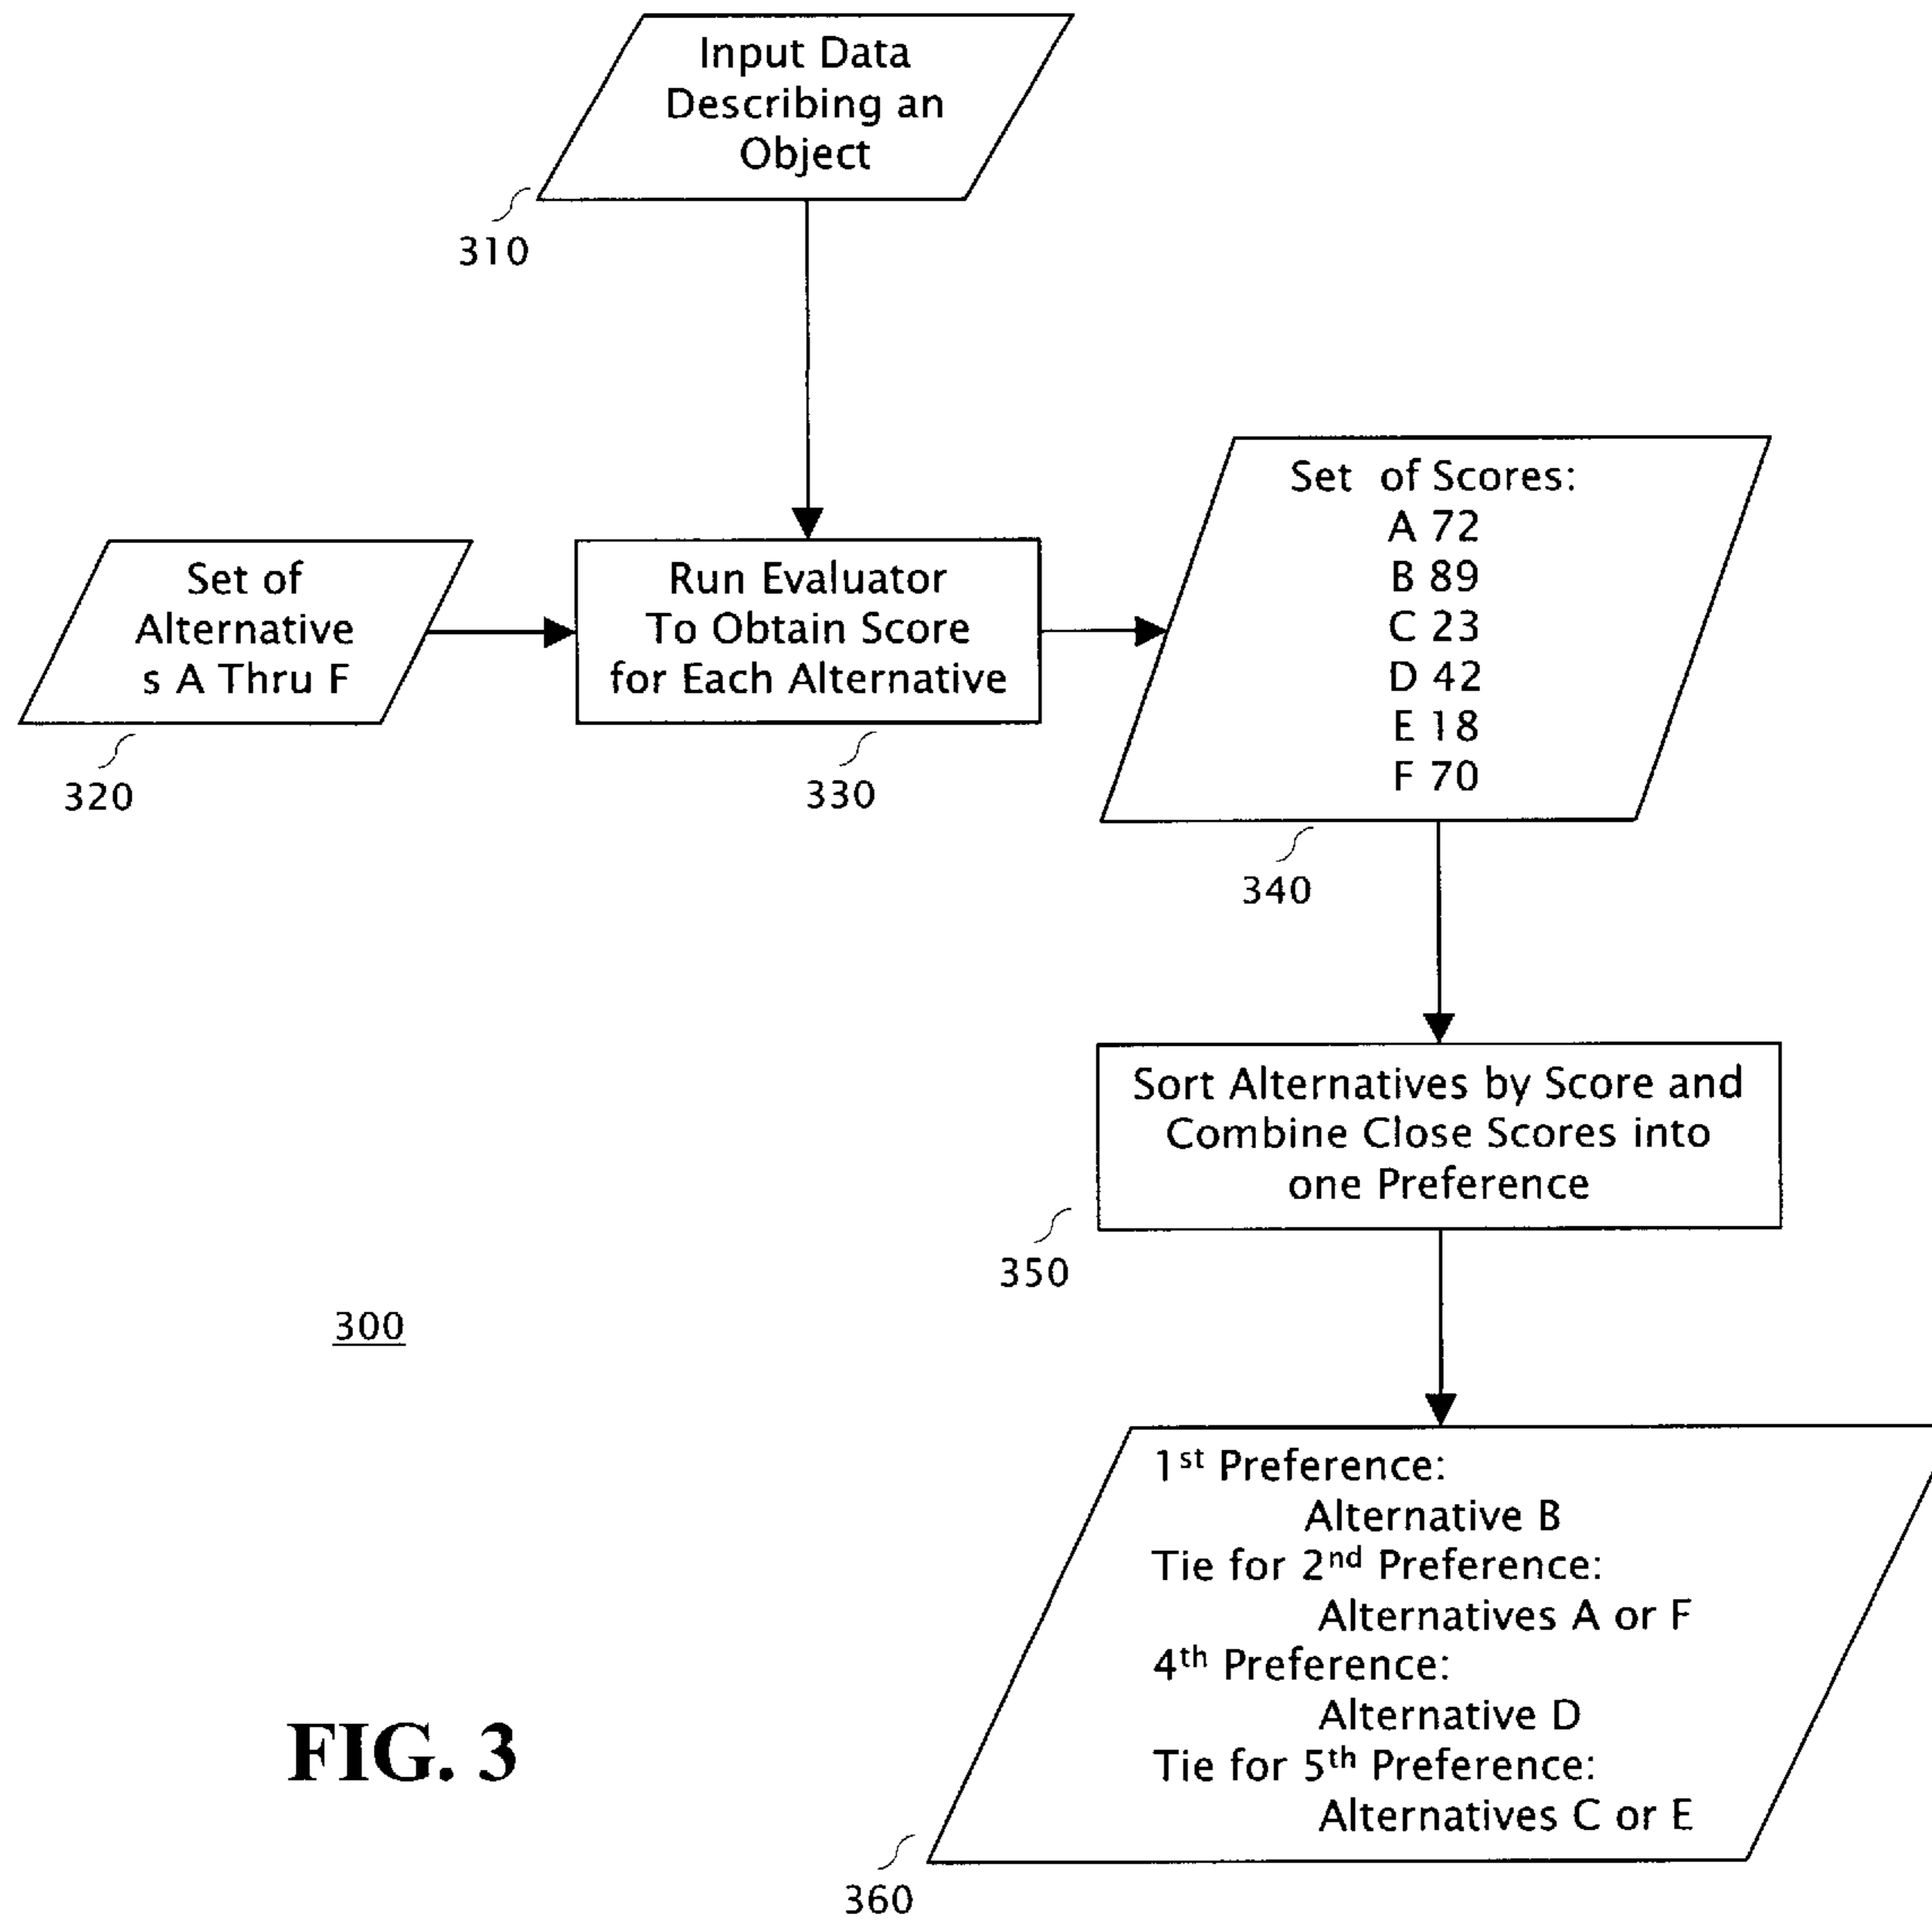 Input Data
Describing an
Object
310
Set of
Alternative
s A Thru F
320
Run Evaluator
To Obtain Score
for Each Alternative
330
Set of Scores:
A 72
B 89
C 23
D 42
E 18
F 70
340
Sort Alternatives by Score and
Combine Close Scores into
one Preference
350
300
1st Preference:
Alternative B
Tie for 2nd Preference:
Alternatives A or F
4th Preference:
Alternative D
Tie for 5th Preference:
Alternatives C or E
360
FIG. 3